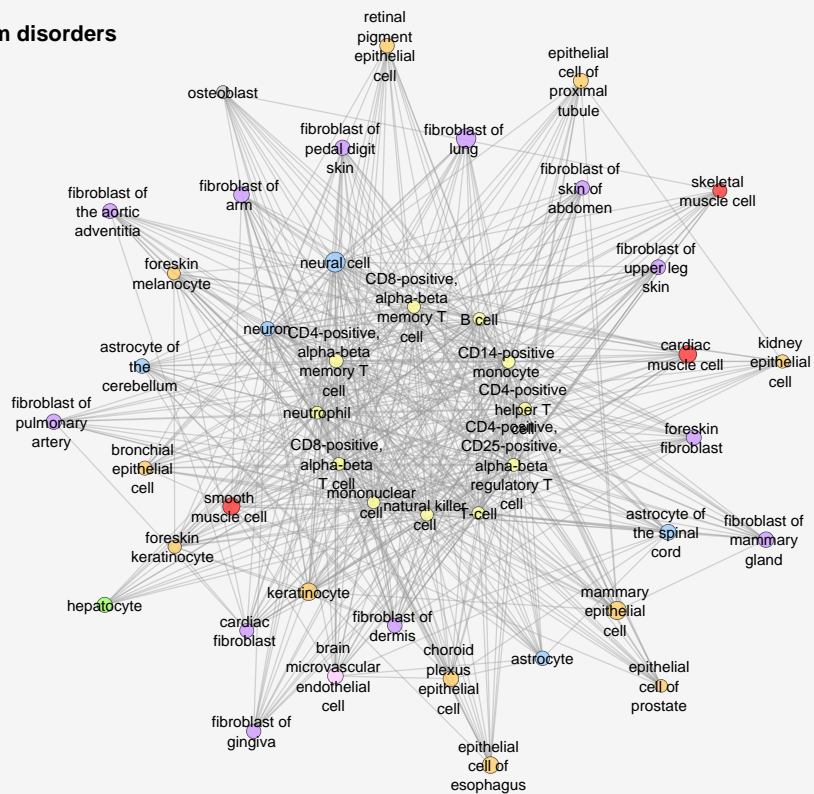 m disorders
retinal
pigment
epithelial
cell
epithelial
cell of
proximal
tubule
osteoblast
fibroblast of
pedal digit
skin
fibroblast of
lung
fibroblast of
skin of
abdomen
skeletal
muscle cell
fibroblast of
the aortic
adventitia
fibroblast of
arm
foreskin
melanocyte
neural cell
fibroblast of
upper leg
skin
CD8-positive,
alpha-beta
memory T
cell
B cell
neuron
CD4-positive,
alpha-beta
memory T
cell
CD14-positive
monocyte
cardiac
muscle cell
kidney
epithelial
cell
astrocyte of
the
cerebellum
CD4-positive
helper T
cell
fibroblast of
pulmonary
artery
neutrophil
CD4-positive,
CD25-positive,
alpha-beta
regulatory T
cell
foreskin
fibroblast
bronchial
epithelial
cell
CD8-positive,
alpha-beta
T cell
smooth
muscle cell
mononuclear
cell
natural killer
cell
T-cell
astrocyte of
the spinal
cord
fibroblast of
mammary
gland
foreskin
keratinocyte
hepatocyte
keratinocyte
mammary
epithelial
cell
cardiac
fibroblast
fibroblast of
dermis
brain
microvascular
endothelial
cell
choroid
plexus
epithelial
cell
astrocyte
epithelial
cell of
prostate
fibroblast of
gingiva
epithelial
cell of
esophagus